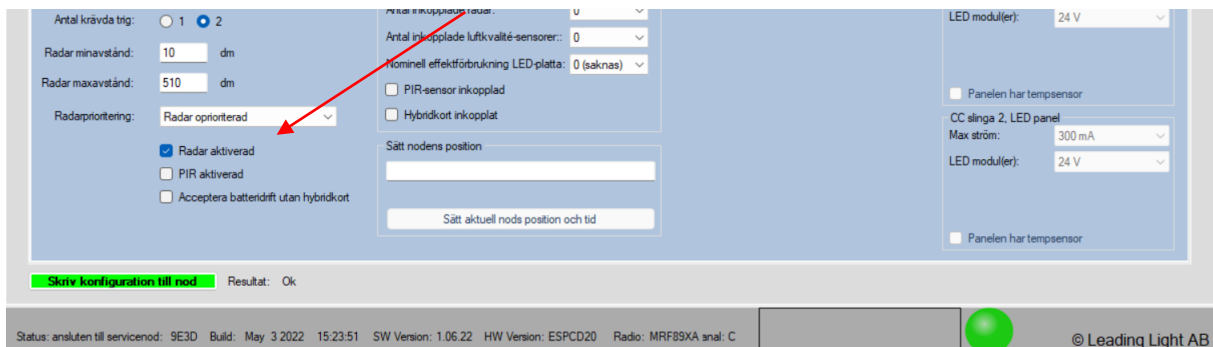 Antal krävda trig: 1 2
Radar minavstånd: 10 dm
Radar maxavstånd: 510 dm
Radarprioritering: Radar oprioriterad
Radar aktiverad
PIR aktiverad
Acceptera batteridrift utan hybridkort
Antal inkopplade radar: 0
Antal inkopplade luftkvalité-sensorer:: 0
Nominell effektförbrukning LED-platta: 0 (saknas)
PIR-sensor inkopplad
Hybridkort inkopplat
Sätt nodens position
Sätt aktuell nods position och tid
LED modul(er): 24 V
Panelen har tempsensor
CC slinga 2, LED panel
Max ström: 300 mA
LED modul(er): 24 V
Panelen har tempsensor
Skriv konfiguration till nod Resultat: Ok
Status: ansluten till servicenod: 9E3D Build: May 3 2022 15:23:51 SW Version: 1.06.22 HW Version: ESPCD20 Radio: MRF89XA anal: C
© Leading Light AB